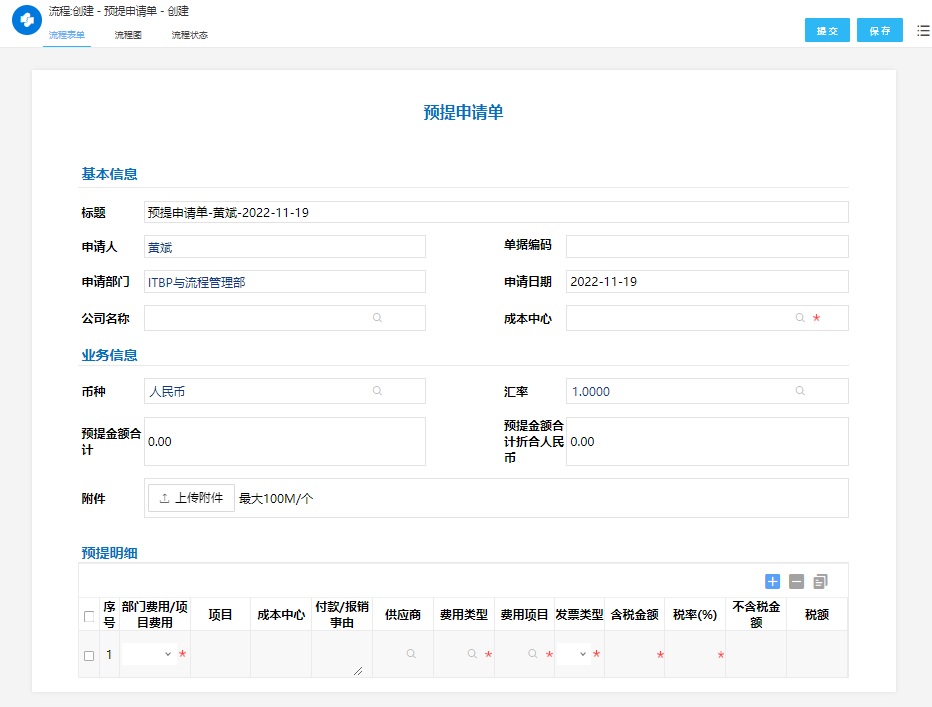 流程:创建 - 预提申请单 - 创建
流程表单 流程图 流程状态
提交 保存
预提申请单
基本信息
标题 预提申请单-黄斌-2022-11-19
申请人 黄斌 单据编码
申请部门 ITBP与流程管理部 申请日期 2022-11-19
公司名称 成本中心 *
业务信息
币种 人民币 汇率 1.0000
预提金额合计 0.00 预提金额合计折合人民币 0.00
附件 上传附件 最大100M/个
预提明细
序号 部门费用/项目费用 项目 成本中心 付款/报销事由 供应商 费用类型 费用项目 发票类型 含税金额 税率(%) 不含税金额 税额
1 * * * * * *